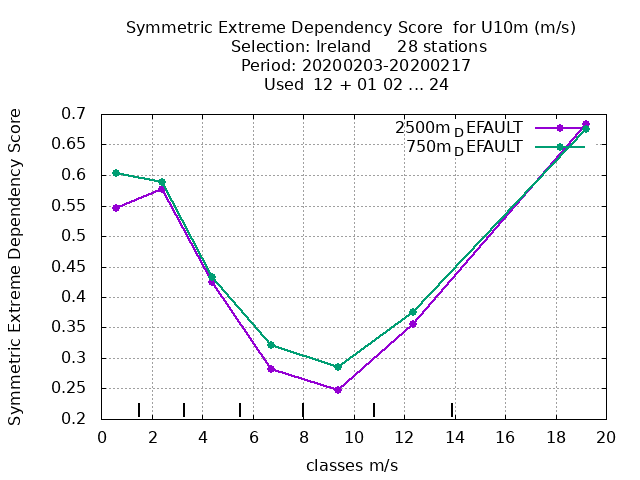 Symmetric Extreme Dependency Score for U10m (m/s)
Selection: Ireland 28 stations
Period: 20200203-20200217
Used 12 + 01 02 ... 24
Symmetric Extreme Dependency Score
0.7
0.65
0.6
0.55
0.5
0.45
0.4
0.35
0.3
0.25
0.2
2500m_DEFAULT
750m_DEFAULT
0 2 4 6 8 10 12 14 16 18 20
classes m/s